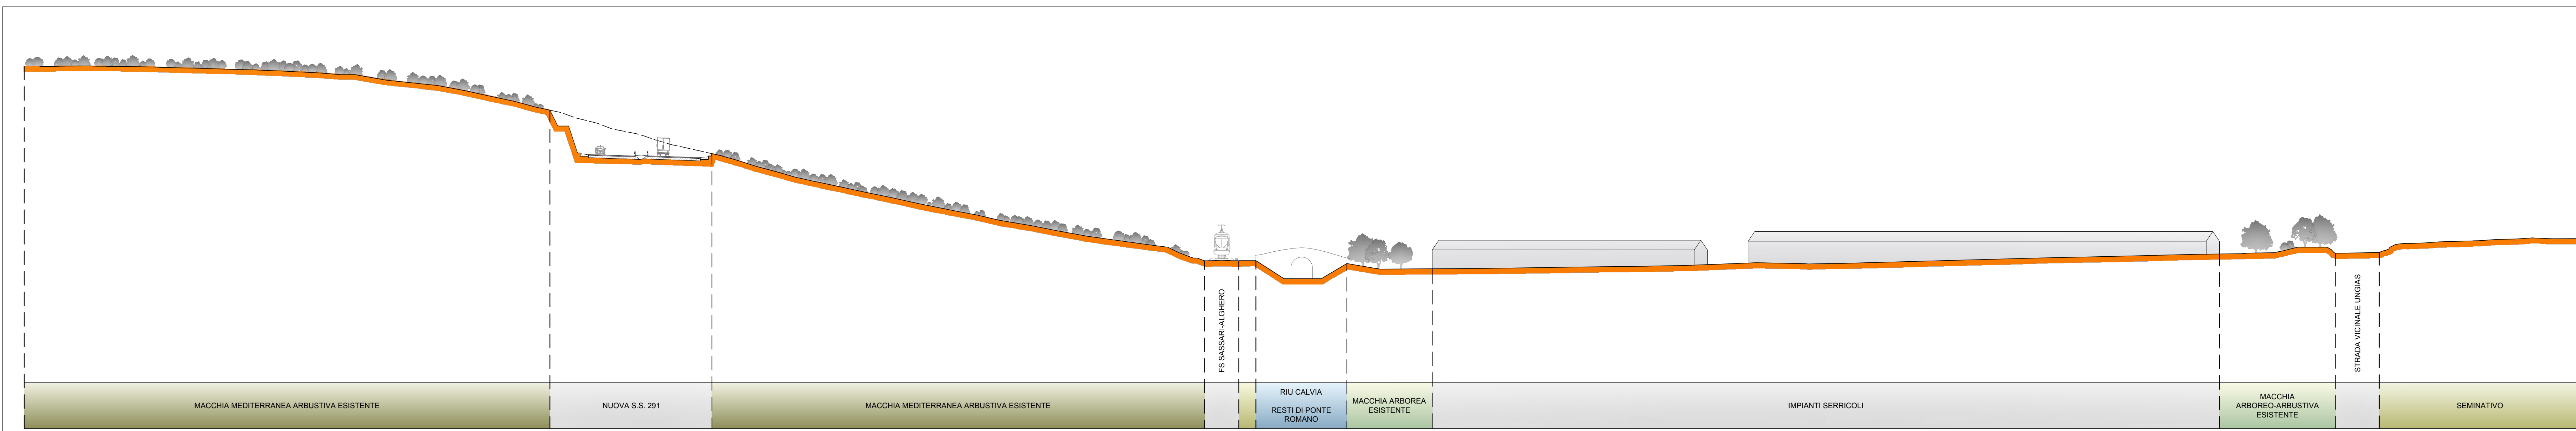 FS SASSARI-ALGHERO
STRADA VICINALE UNGIAS
MACCHIA MEDITERRANEA ARBUSTIVA ESISTENTE
NUOVA S.S. 291
MACCHIA MEDITERRANEA ARBUSTIVA ESISTENTE
RIU CALVIA
RESTI DI PONTE
ROMANO
MACCHIA ARBOREA
ESISTENTE
IMPIANTI SERRICOLI
MACCHIA
ARBOREO-ARBUSTIVA
ESISTENTE
SEMINATIVO